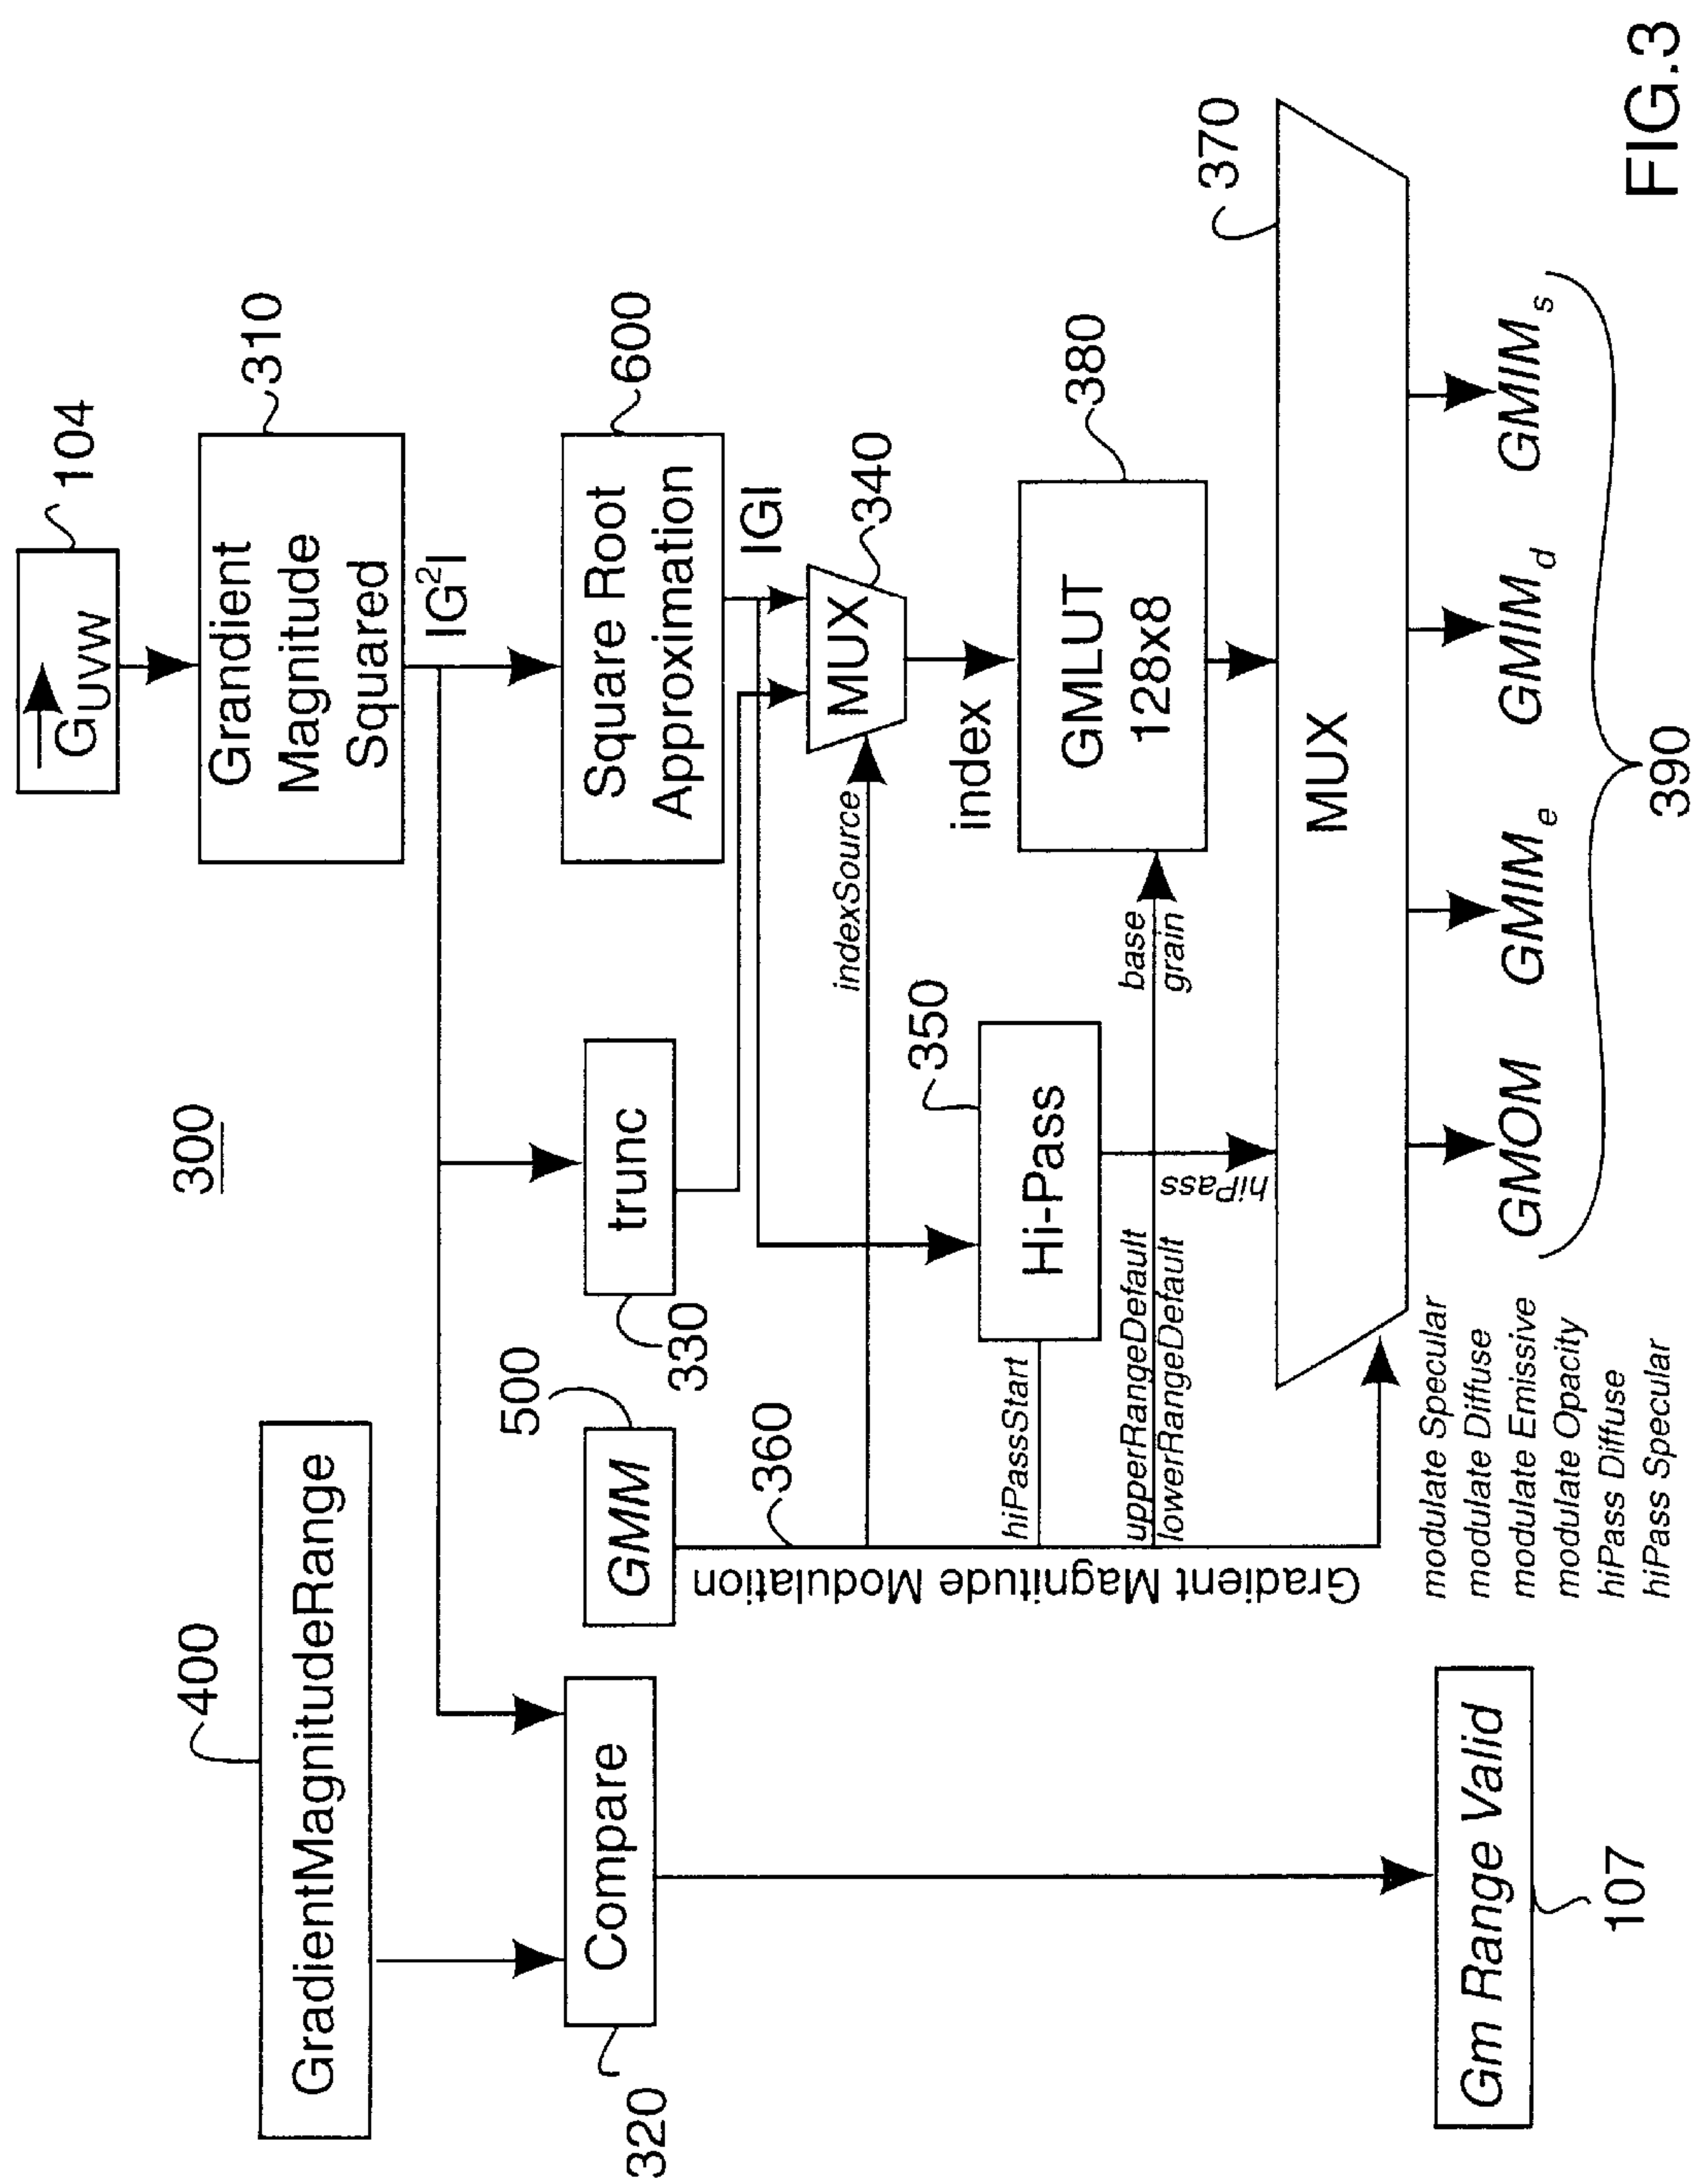 300
400
GradientMagnitudeRange
GUVW
104
Grandient
Magnitude
Squared
310
IG²I
320
Compare
500
GMM
330
trunc
Square Root
Approximation
600
IGI
360
Gradient Magnitude Modulation
indexSource
MUX
340
index
hiPassStart
350
Hi-Pass
hiPass
upperRangeDefault
lowerRangeDefault
base
grain
GMLUT
128x8
380
MUX
370
modulate Specular
modulate Diffuse
modulate Emissive
modulate Opacity
hiPass Diffuse
hiPass Specular
GMOM
GMIM e
GMIM d
GMIM s
390
Gm Range Valid
107
FIG.3